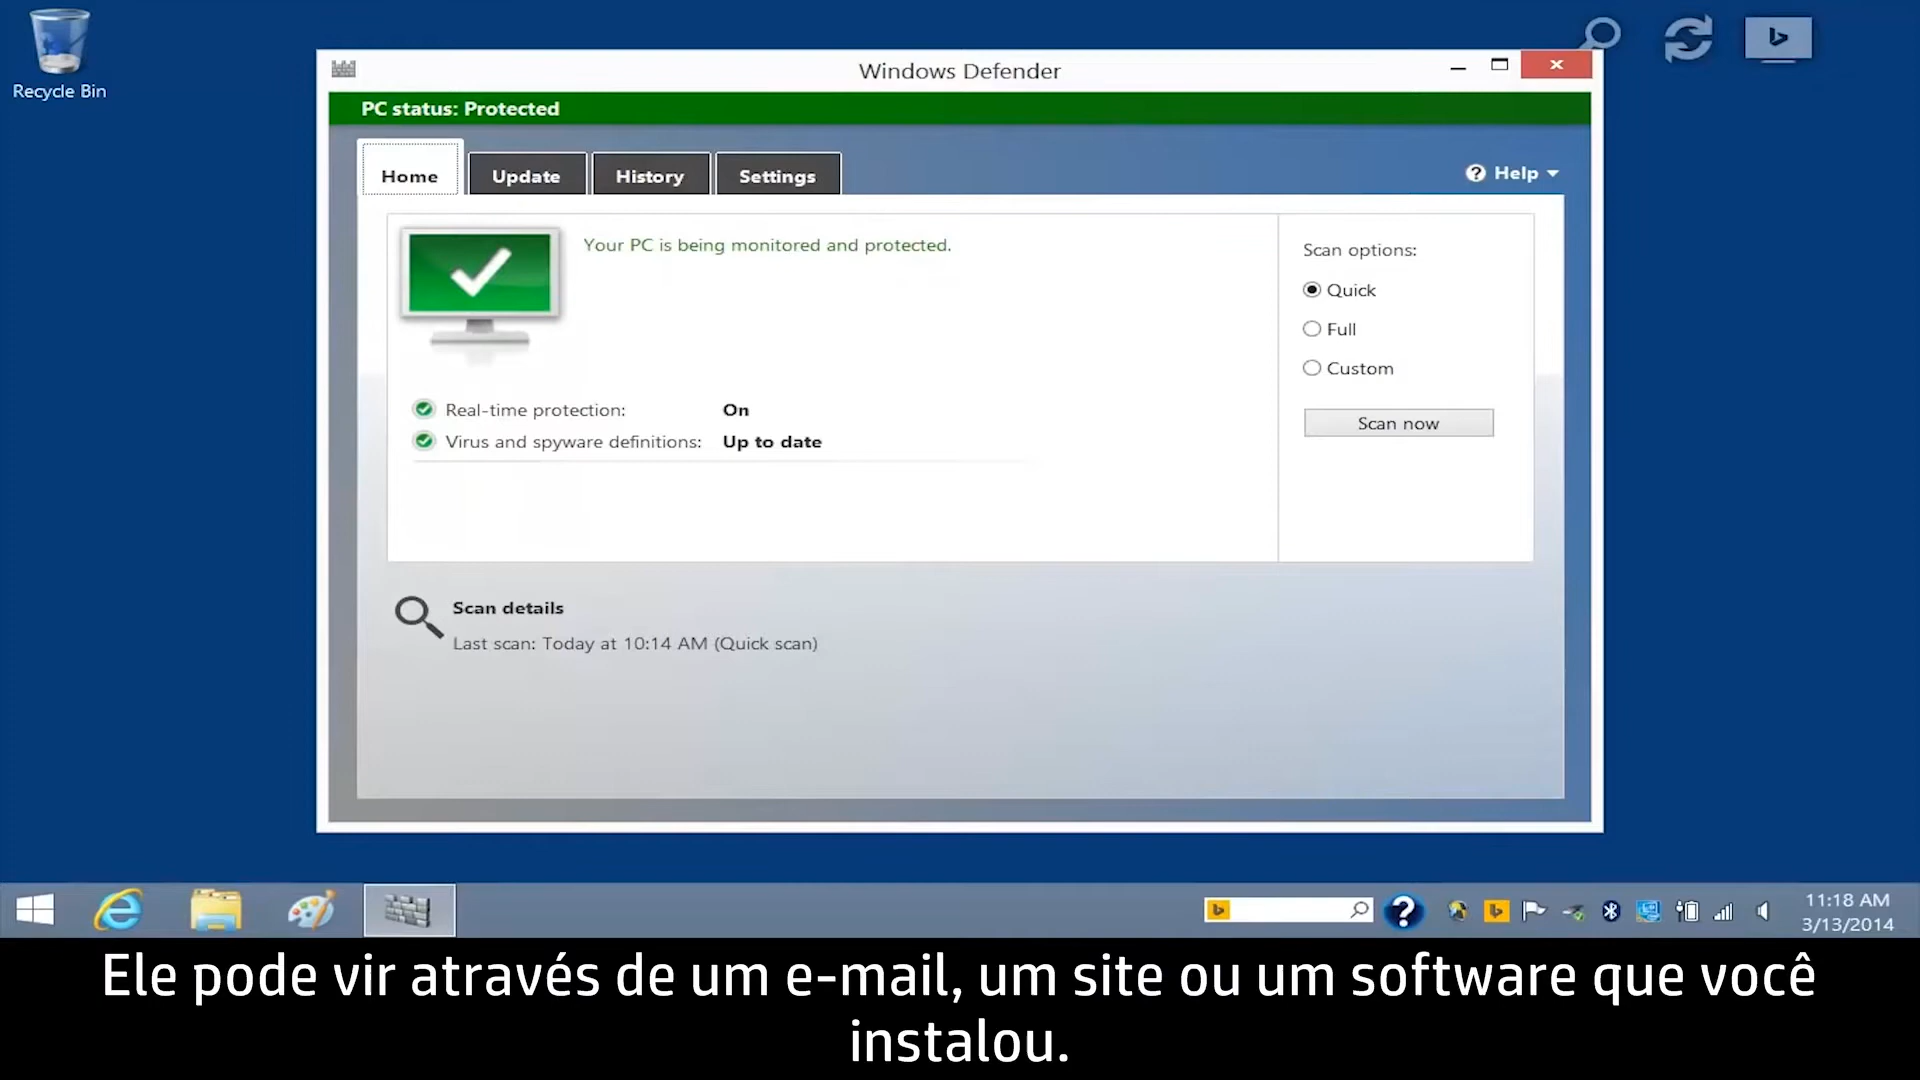 Recycle Bin
Windows Defender
PC status: Protected
Home
Update
History
Settings
Help
Your PC is being monitored and protected.
Real-time protection: On
Virus and spyware definitions: Up to date
Scan options:
Quick
Full
Custom
Scan now
Scan details
Last scan: Today at 10:14 AM (Quick scan)
11:18 AM
3/13/2014
Ele pode vir através de um e-mail, um site ou um software que você
instalou.